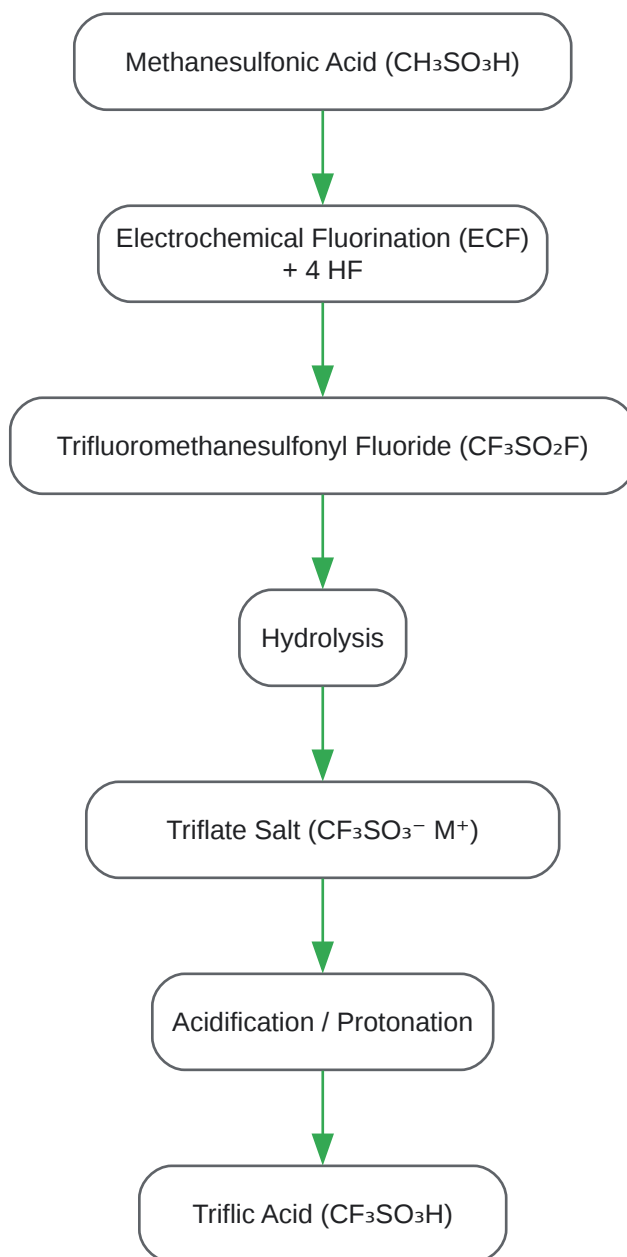 Methanesulfonic Acid (CH₃SO₃H)
Electrochemical Fluorination (ECF)
+ 4 HF
Trifluoromethanesulfonyl Fluoride (CF₃SO₂F)
Hydrolysis
Triflate Salt (CF₃SO₃⁻ M⁺)
Acidification / Protonation
Triflic Acid (CF₃SO₃H)